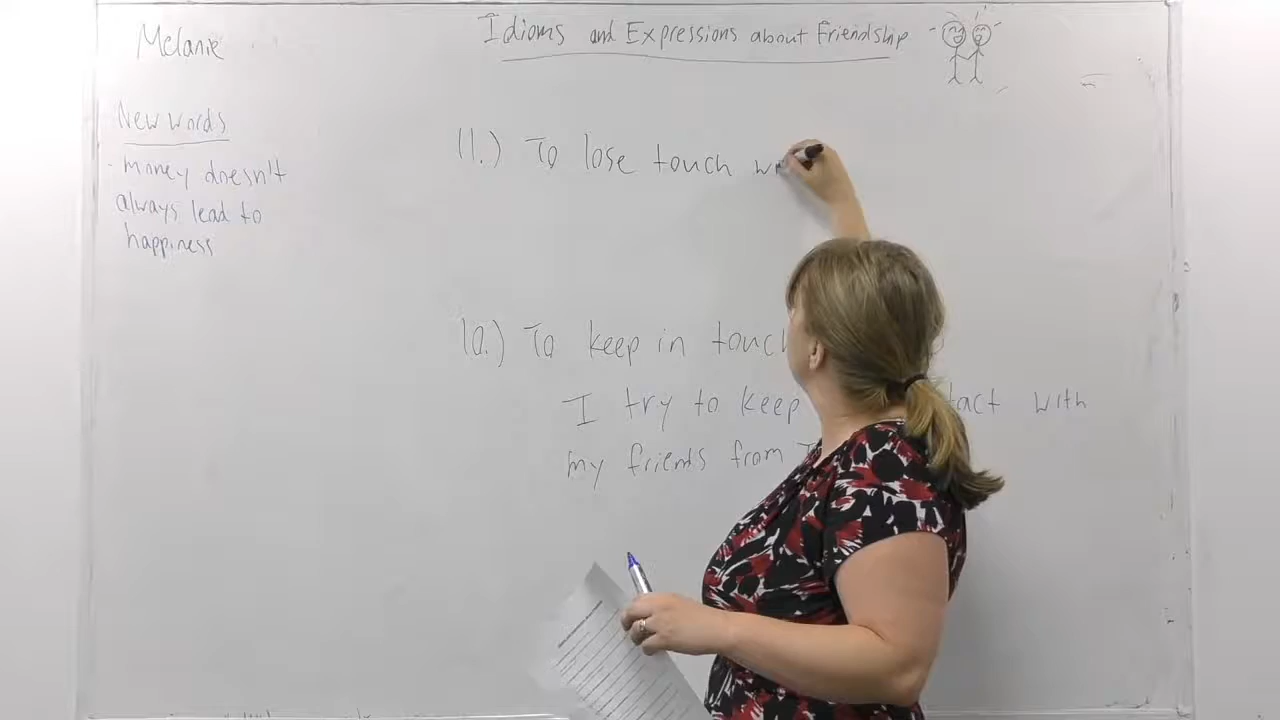 Melanie
Idioms and Expressions about Friendship
New words
- money doesn't
always lead to
happiness
11.) To lose touch w
10.) To keep in touch
I try to keep tact with
my friends from